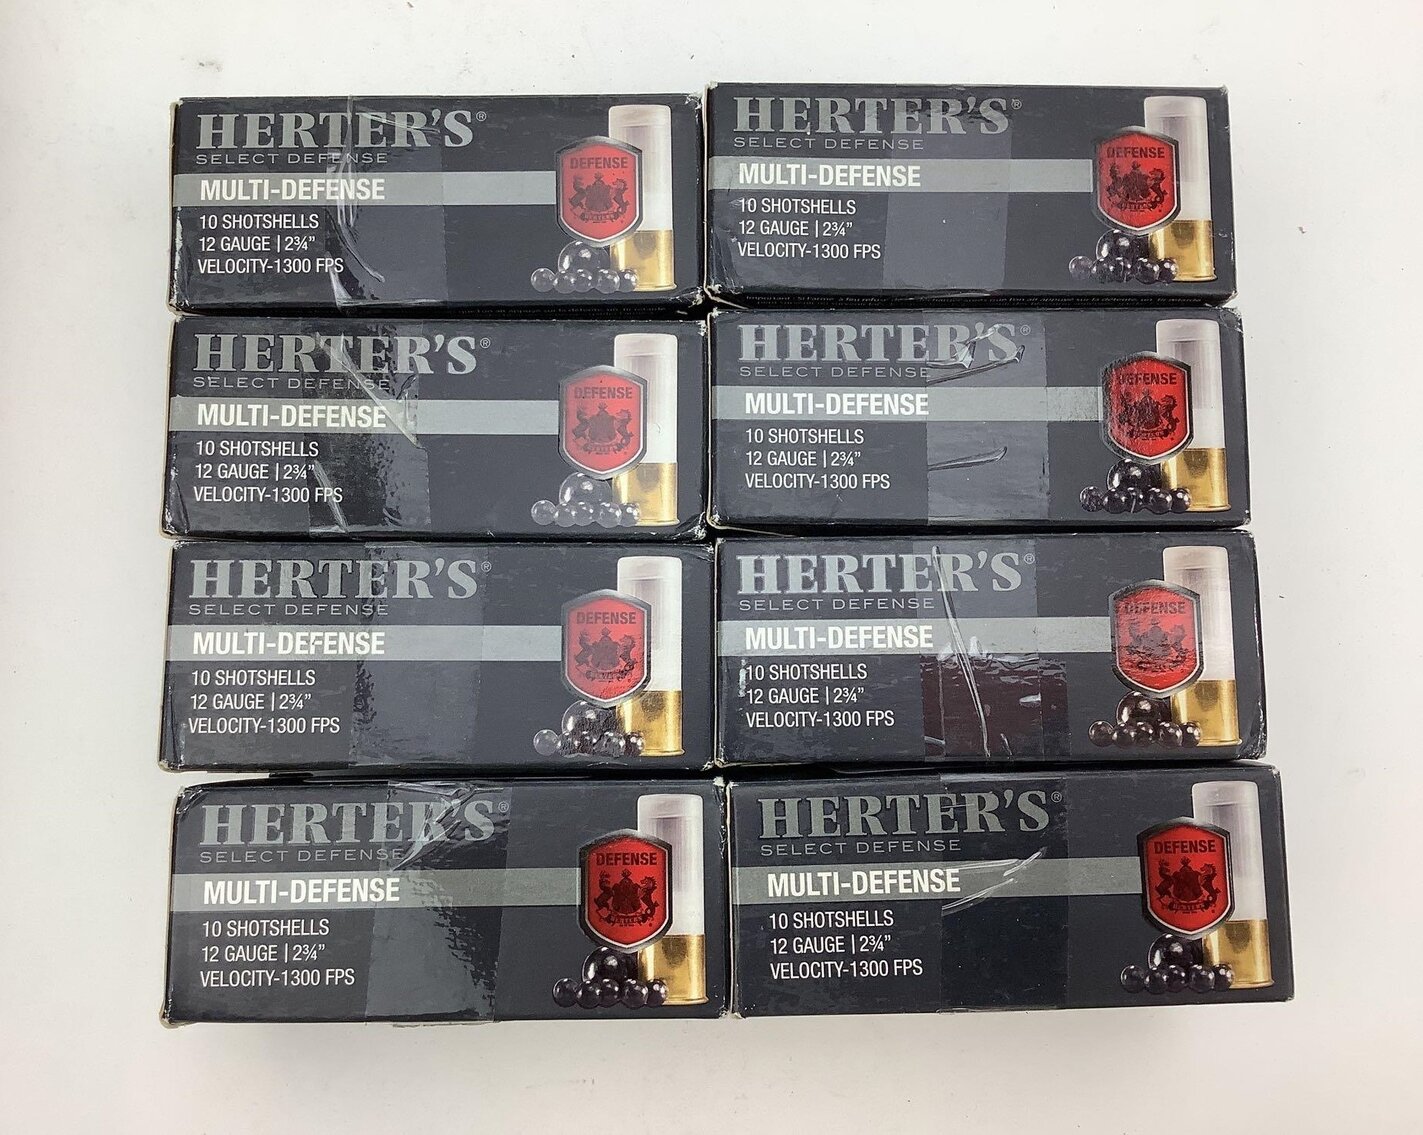 HERTER'S®
SELECT DEFENSE
MULTI-DEFENSE
10 SHOTSHELLS
12 GAUGE | 2¾"
VELOCITY-1300 FPS
DEFENSE
HERTER'S®
SELECT DEFENSE
MULTI-DEFENSE
10 SHOTSHELLS
12 GAUGE | 2¾"
VELOCITY-1300 FPS
DEFENSE
HERTER'S®
SELECT DEFENSE
MULTI-DEFENSE
10 SHOTSHELLS
12 GAUGE | 2¾"
VELOCITY-1300 FPS
DEFENSE
HERTER'S®
SELECT DEFENSE
MULTI-DEFENSE
10 SHOTSHELLS
12 GAUGE | 2¾"
VELOCITY-1300 FPS
DEFENSE
HERTER'S®
SELECT DEFENSE
MULTI-DEFENSE
10 SHOTSHELLS
12 GAUGE | 2¾"
VELOCITY-1300 FPS
DEFENSE
HERTER'S®
SELECT DEFENSE
MULTI-DEFENSE
10 SHOTSHELLS
12 GAUGE | 2¾"
VELOCITY-1300 FPS
DEFENSE
HERTER'S®
SELECT DEFENSE
MULTI-DEFENSE
10 SHOTSHELLS
12 GAUGE | 2¾"
VELOCITY-1300 FPS
DEFENSE
HERTER'S®
SELECT DEFENSE
MULTI-DEFENSE
10 SHOTSHELLS
12 GAUGE | 2¾"
VELOCITY-1300 FPS
DEFENSE